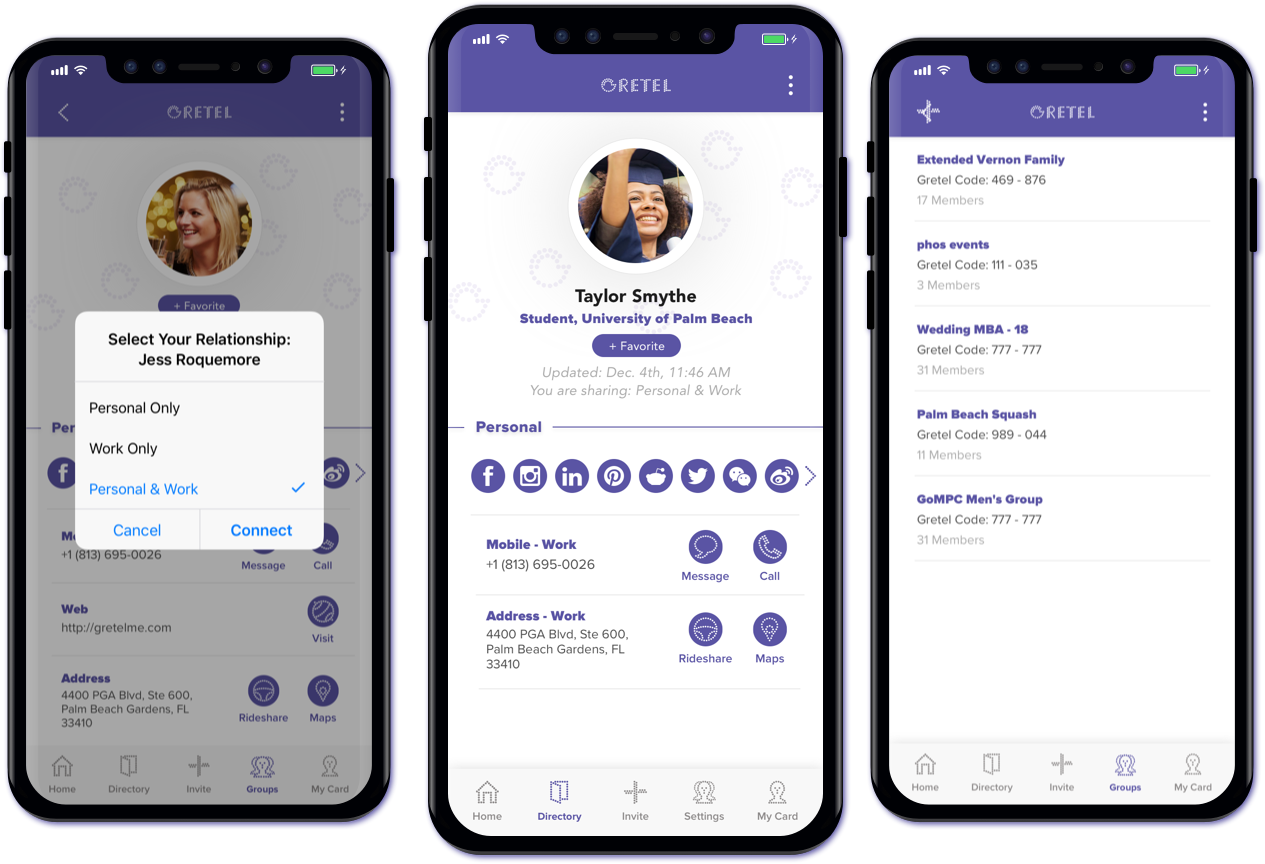 GRETEL
+ Favorite
Select Your Relationship:
Jess Roquemore
Personal Only
Work Only
Personal & Work
Cancel
Connect
Per
Mo
+1 (813) 695-0026
Message
Call
Web
http://gretelme.com
Visit
Address
4400 PGA Blvd, Ste 600,
Palm Beach Gardens, FL
33410
Rideshare
Maps
Home
Directory
Invite
Groups
My Card
GRETEL
Taylor Smythe
Student, University of Palm Beach
+ Favorite
Updated: Dec. 4th, 11:46 AM
You are sharing: Personal & Work
Personal
Mobile - Work
+1 (813) 695-0026
Message
Call
Address - Work
4400 PGA Blvd, Ste 600,
Palm Beach Gardens, FL
33410
Rideshare
Maps
Home
Directory
Invite
Settings
My Card
GRETEL
Extended Vernon Family
Gretel Code: 469 - 876
17 Members
phos events
Gretel Code: 111 - 035
3 Members
Wedding MBA - 18
Gretel Code: 777 - 777
31 Members
Palm Beach Squash
Gretel Code: 989 - 044
11 Members
GoMPC Men's Group
Gretel Code: 777 - 777
31 Members
Home
Directory
Invite
Groups
My Card